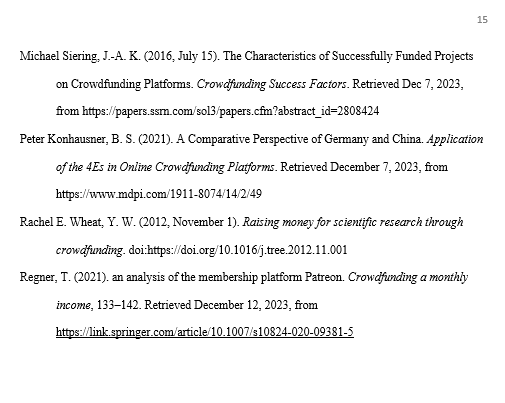 15
Michael Siering, J.-A. K. (2016, July 15). The Characteristics of Successfully Funded Projects
on Crowdfunding Platforms. Crowdfunding Success Factors. Retrieved Dec 7, 2023,
from https://papers.ssrn.com/sol3/papers.cfm?abstract_id=2808424
Peter Konhausner, B. S. (2021). A Comparative Perspective of Germany and China. Application
of the 4Es in Online Crowdfunding Platforms. Retrieved December 7, 2023, from
https://www.mdpi.com/1911-8074/14/2/49
Rachel E. Wheat, Y. W. (2012, November 1). Raising money for scientific research through
crowdfunding. doi:https://doi.org/10.1016/j.tree.2012.11.001
Regner, T. (2021). an analysis of the membership platform Patreon. Crowdfunding a monthly
income, 133–142. Retrieved December 12, 2023, from
https://link.springer.com/article/10.1007/s10824-020-09381-5